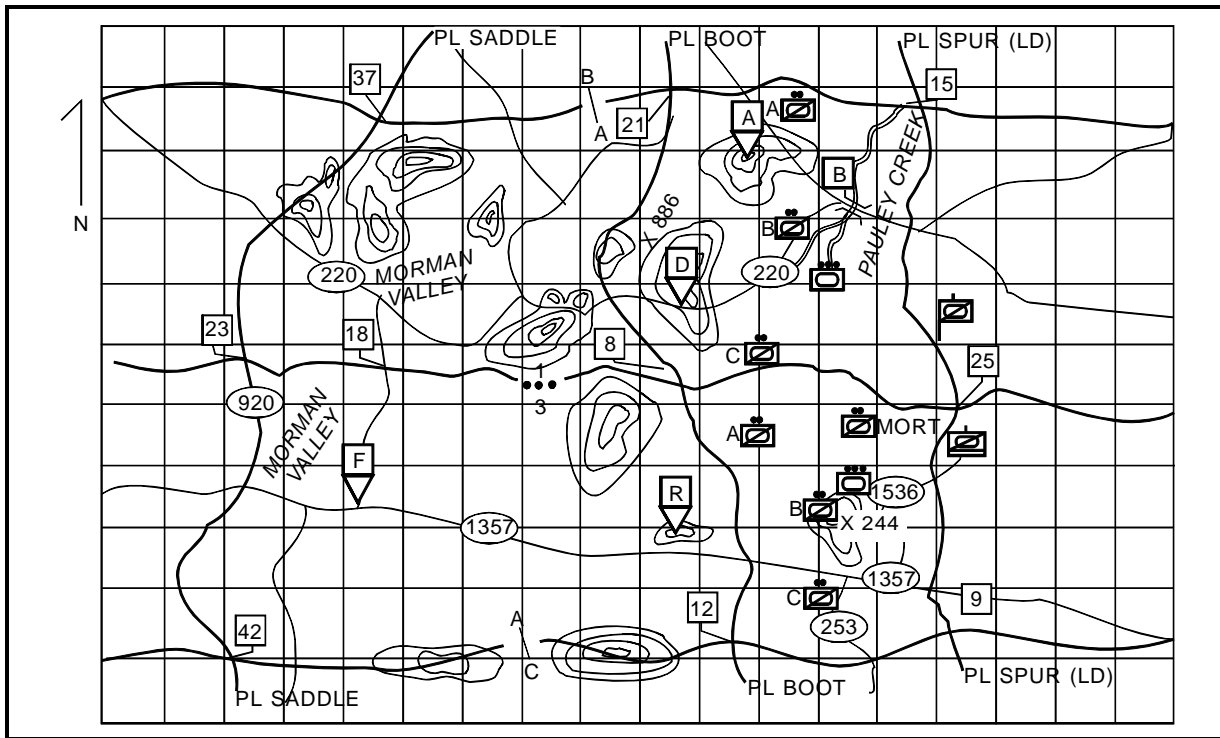 PL SADDLE
PL BOOT
PL SPUR (LD)
37
B
A
21
A
A
15
N
B
PAULEY CREEK
X 886
B
220
MORMAN
VALLEY
D
220
23
18
8
C
25
1
3
920
MORMAN
VALLEY
A
MORT
F
R
1536
B
X 244
1357
1357
C
9
12
253
42
A
C
PL SADDLE
PL BOOT
PL SPUR (LD)